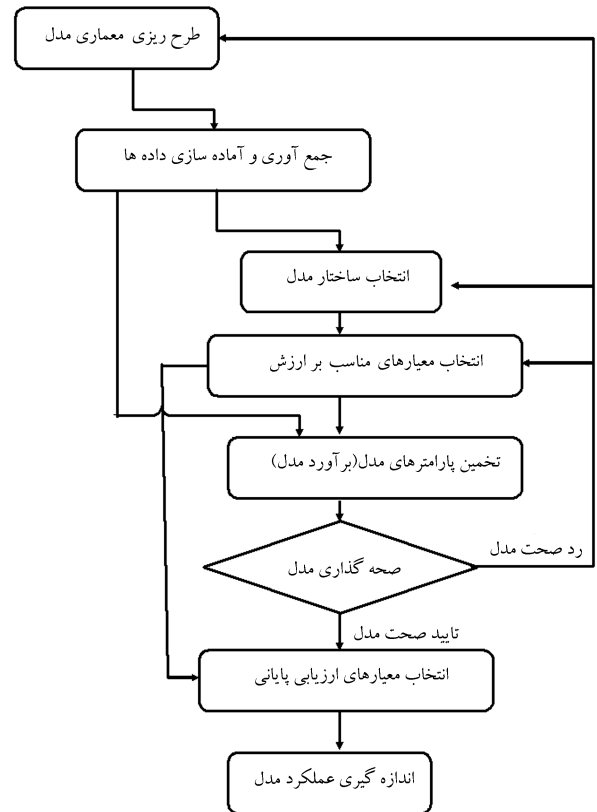 طرح ریزی معماری مدل
جمع آوری و آماده سازی داده ها
انتخاب ساختار مدل
انتخاب معیارهای مناسب بر ارزش
تخمین پارامترهای مدل(برآورد مدل)
صحه گذاری مدل
رد صحت مدل
تایید صحت مدل
انتخاب معیارهای ارزیابی پایانی
اندازه گیری عملکرد مدل